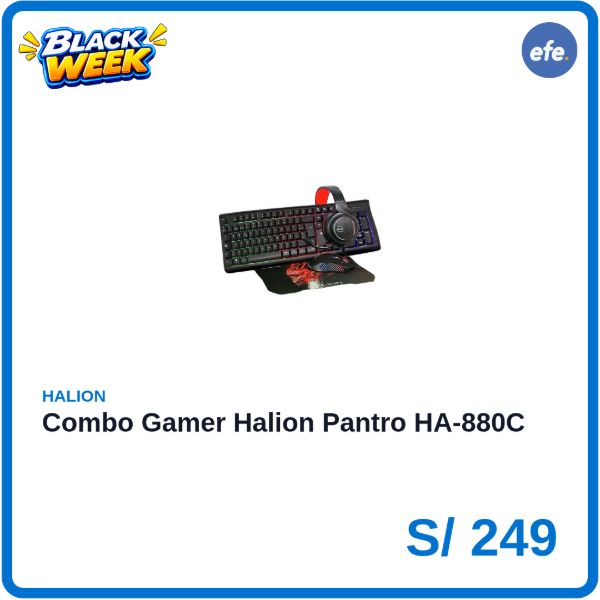 BLACK
WEEK
efe.
HALION
Combo Gamer Halion Pantro HA-880C
S/ 249